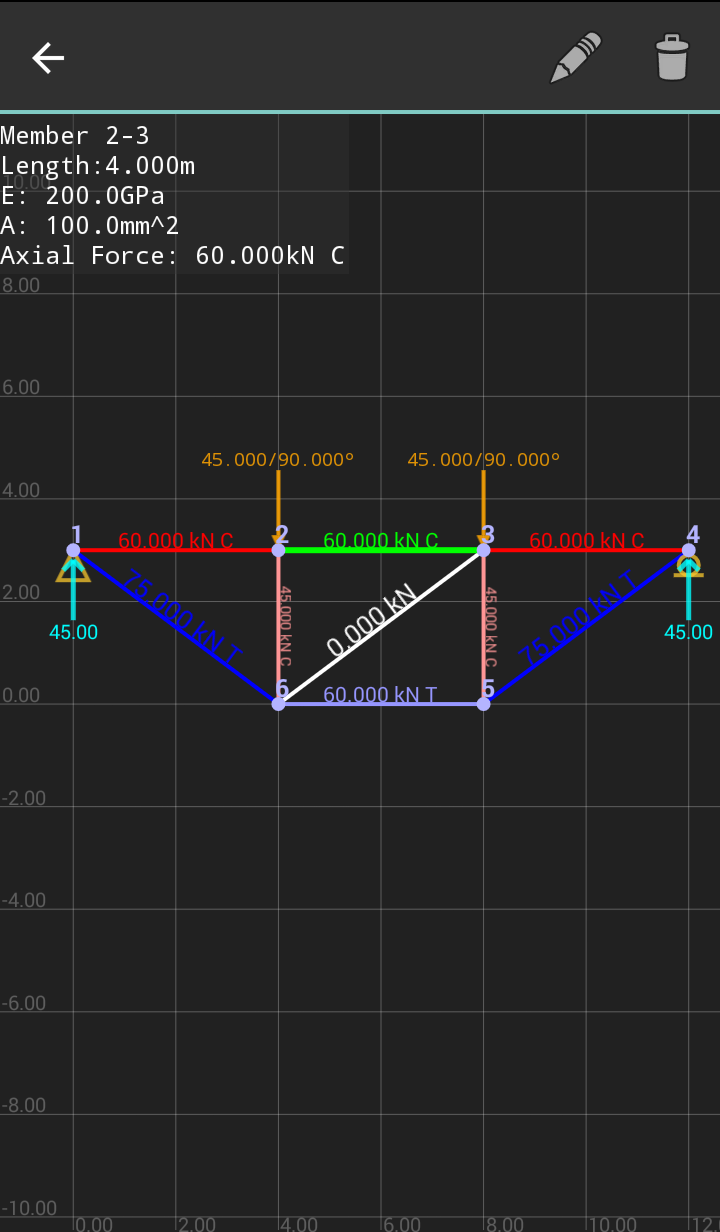 Member 2-3
Length:4.000m
10.00
E: 200.0GPa
A: 100.0mm^2
Axial Force: 60.000kN C
8.00
6.00
45.000/90.000° 45.000/90.000°
4.00
1 2 3 4
60.000 kN C 60.000 kN C 60.000 kN C
75.000 kN T 45.000 kN C 0.000 kN 45.000 kN C 75.000 kN T
2.00
45.00 45.00
0.00
6 60.000 kN T 5
-2.00
-4.00
-6.00
-8.00
-10.00
0.00 2.00 4.00 6.00 8.00 10.00 12